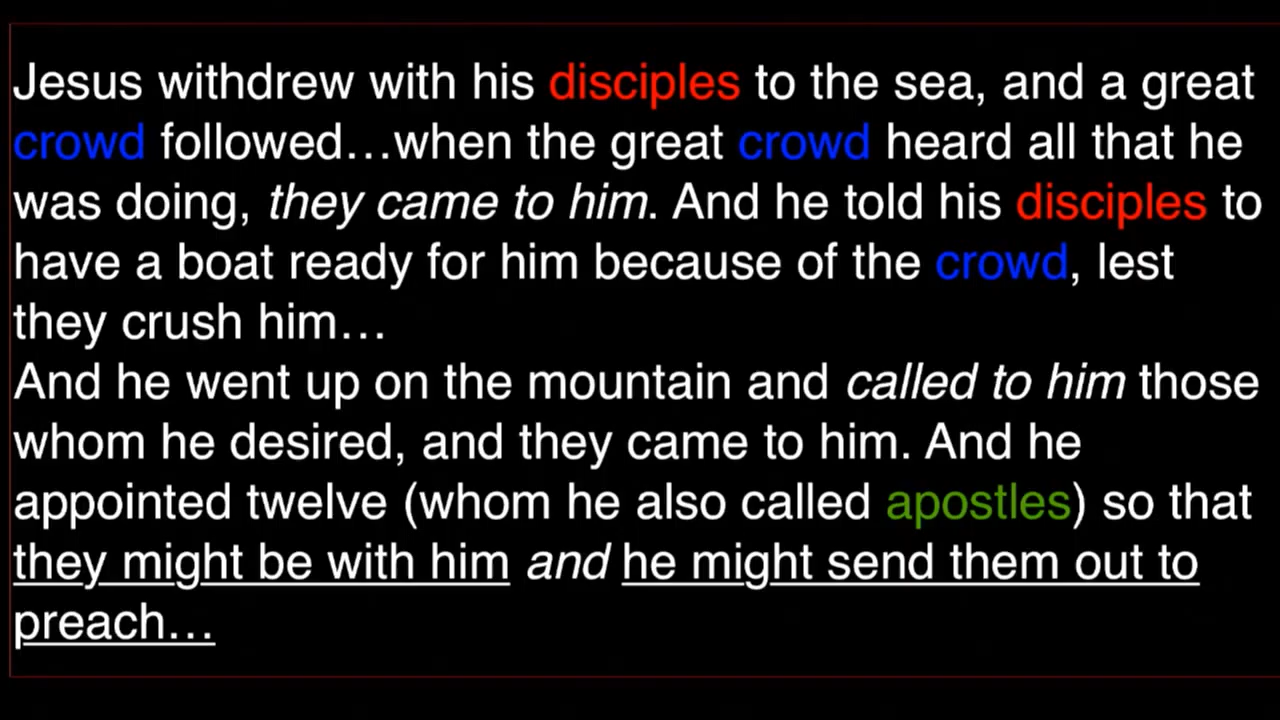 Jesus withdrew with his disciples to the sea, and a great
crowd followed…when the great crowd heard all that he
was doing, they came to him. And he told his disciples to
have a boat ready for him because of the crowd, lest
they crush him…
And he went up on the mountain and called to him those
whom he desired, and they came to him. And he
appointed twelve (whom he also called apostles) so that
they might be with him and he might send them out to
preach…